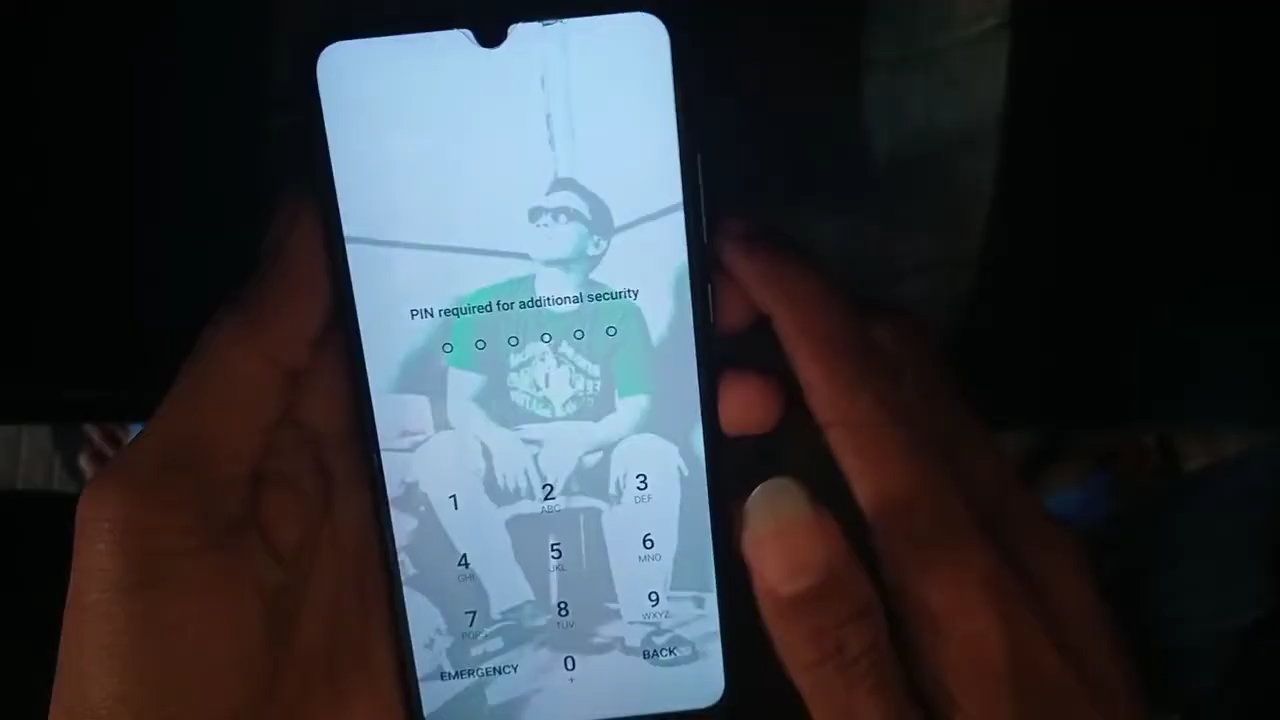 PIN required for additional security
1
2
ABC
3
DEF
4
GHI
5
JKL
6
MNO
7
PQRS
8
TUV
9
WXYZ
EMERGENCY
0
+
BACK